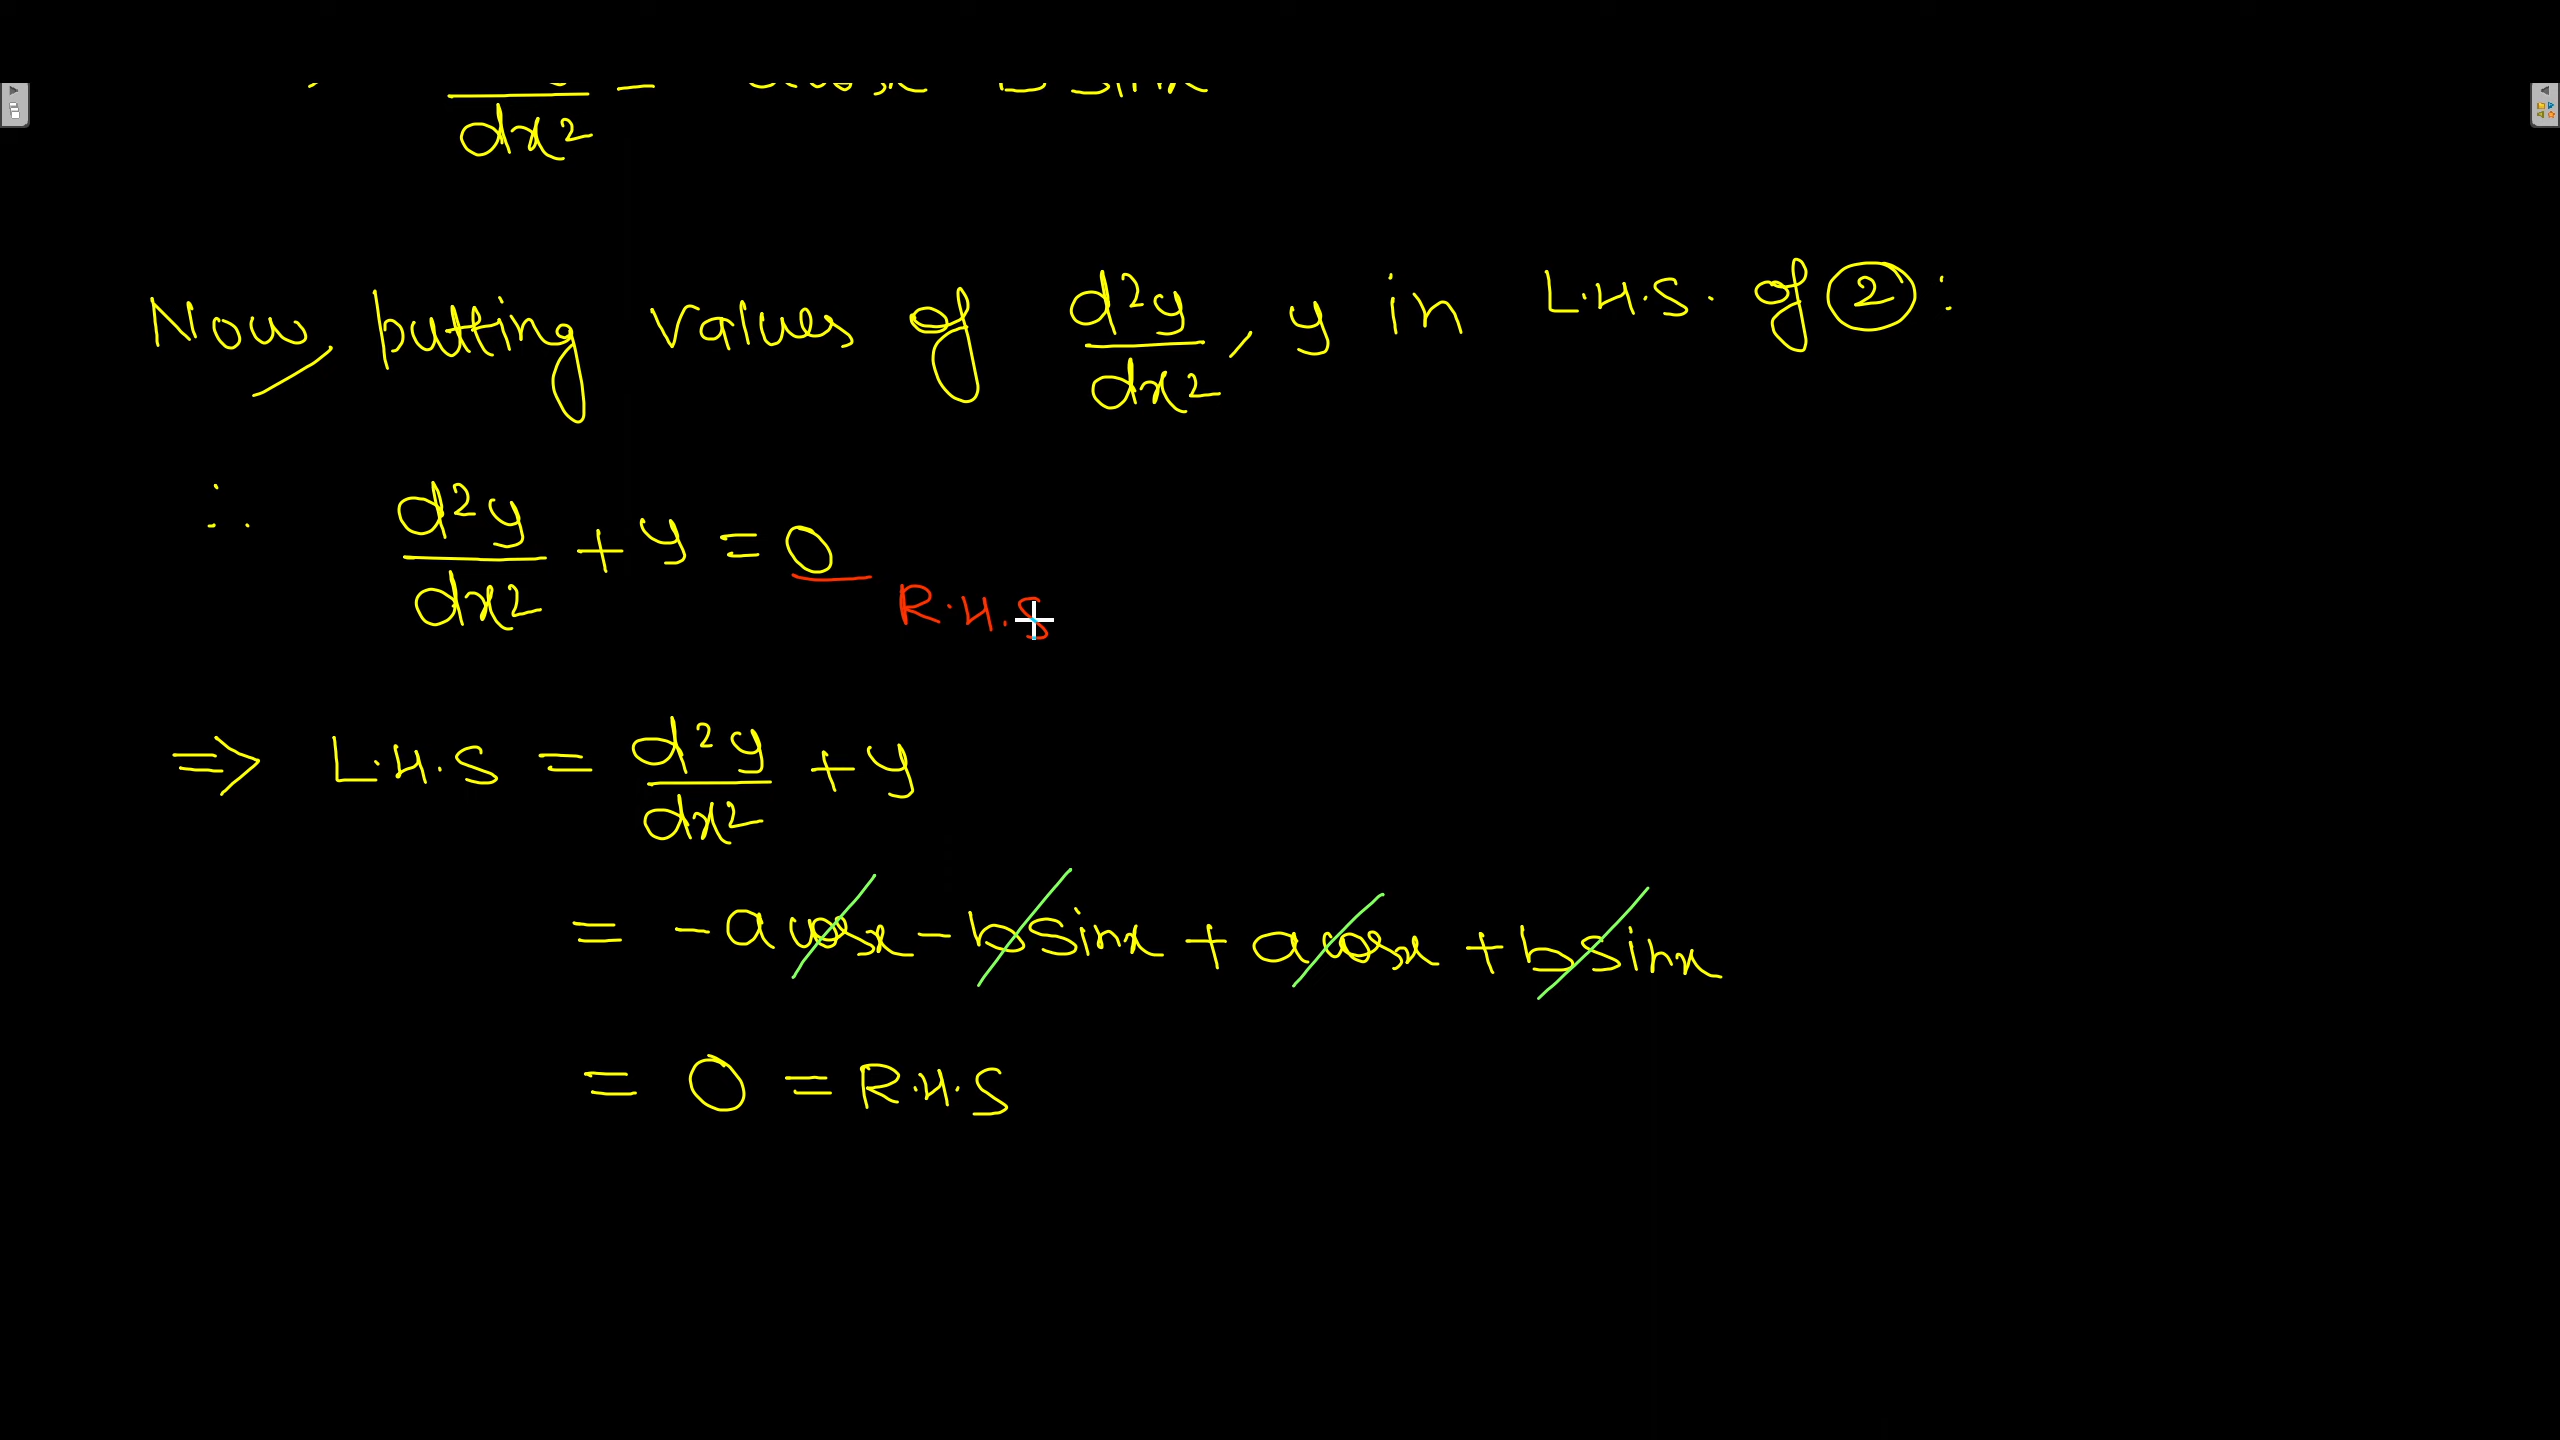 dx²
Now, putting values of d²y/dx², y in L.H.S. of ②:
∴ d²y/dx² + y = 0
R.H.S
⇒ L.H.S = d²y/dx² + y
= -a cosx - b sinx + a cosx + b sinx
= 0 = R.H.S